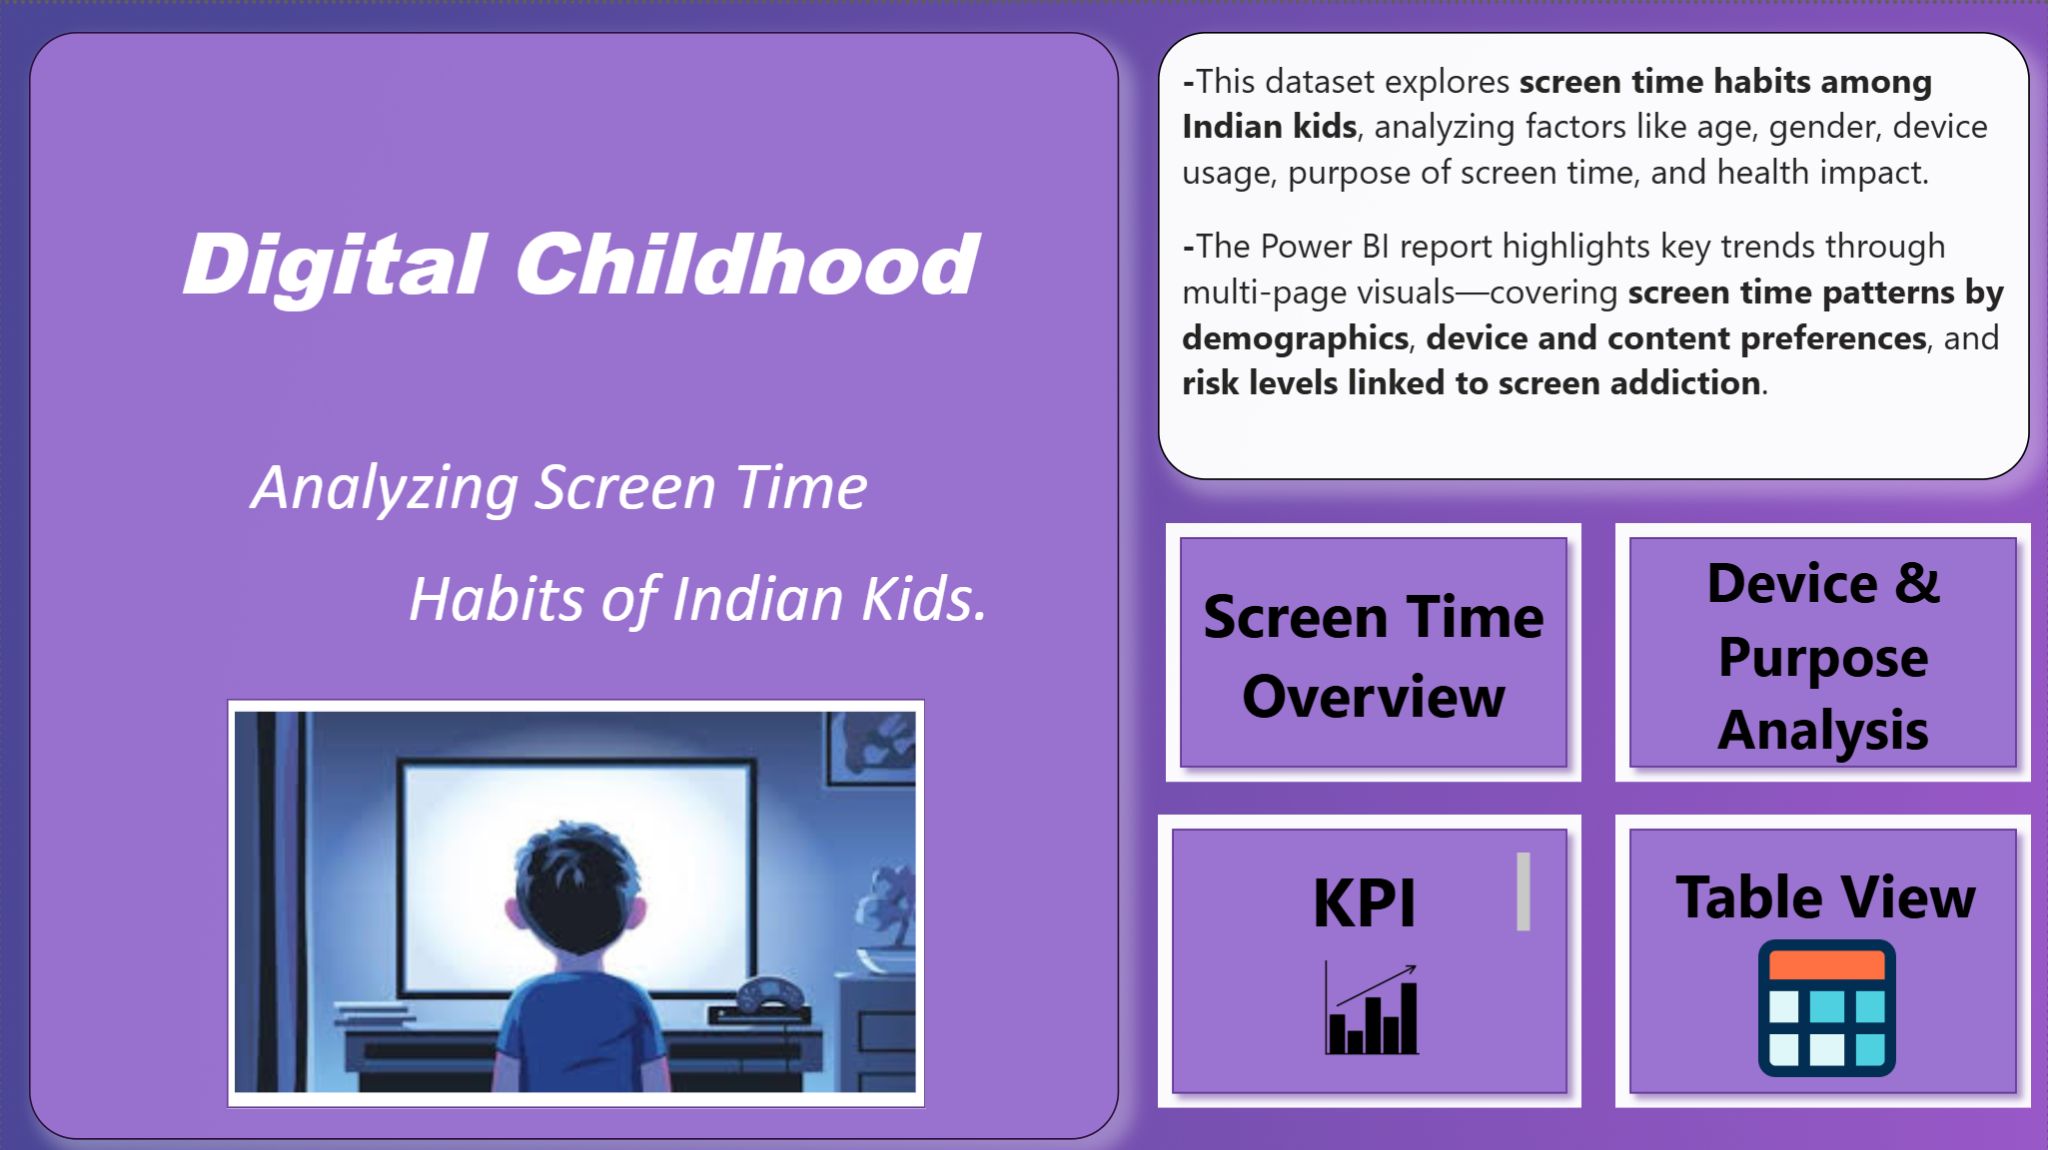 Digital Childhood
Analyzing Screen Time
Habits of Indian Kids.
-This dataset explores screen time habits among
Indian kids, analyzing factors like age, gender, device
usage, purpose of screen time, and health impact.
-The Power BI report highlights key trends through
multi-page visuals—covering screen time patterns by
demographics, device and content preferences, and
risk levels linked to screen addiction.
Screen Time
Overview
Device &
Purpose
Analysis
KPI
Table View